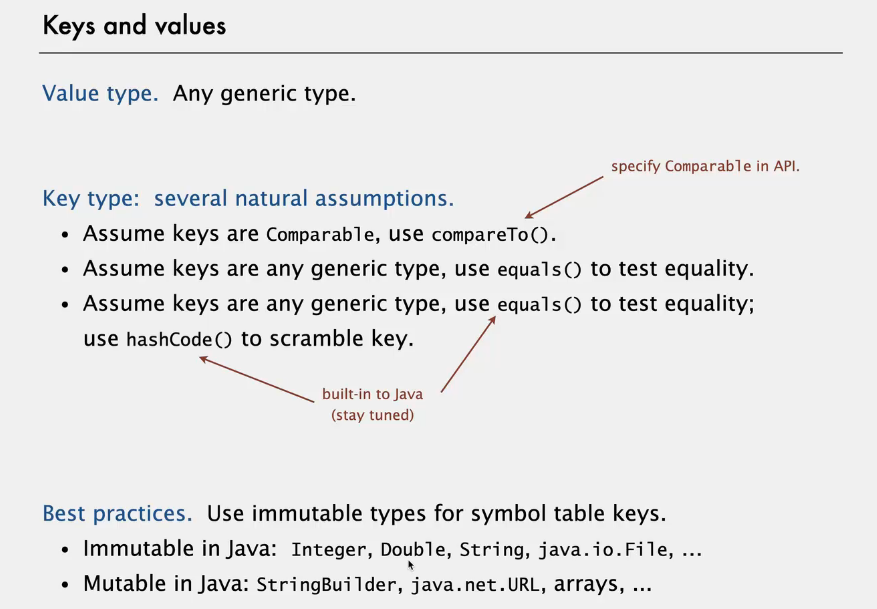 Keys and values
Value type. Any generic type.
specify Comparable in API.
Key type: several natural assumptions.
• Assume keys are Comparable, use compareTo().
• Assume keys are any generic type, use equals() to test equality.
• Assume keys are any generic type, use equals() to test equality;
use hashCode() to scramble key.
built-in to Java
(stay tuned)
Best practices. Use immutable types for symbol table keys.
• Immutable in Java: Integer, Double, String, java.io.File, …
• Mutable in Java: StringBuilder, java.net.URL, arrays, …